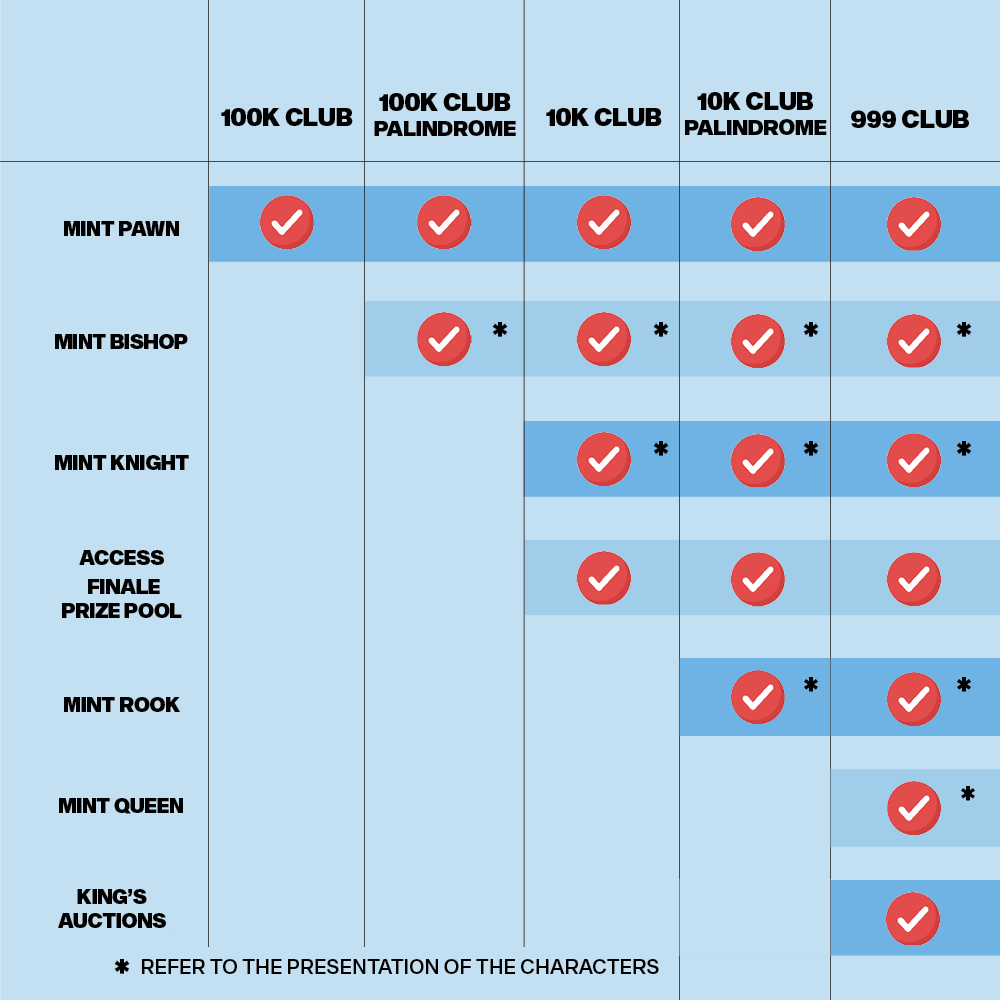 100K CLUB
100K CLUB
PALINDROME
10K CLUB
10K CLUB
PALINDROME
999 CLUB
MINT PAWN
MINT BISHOP
*
*
*
*
MINT KNIGHT
*
*
*
ACCESS
FINALE
PRIZE POOL
MINT ROOK
*
*
MINT QUEEN
*
KING'S
AUCTIONS
* REFER TO THE PRESENTATION OF THE CHARACTERS